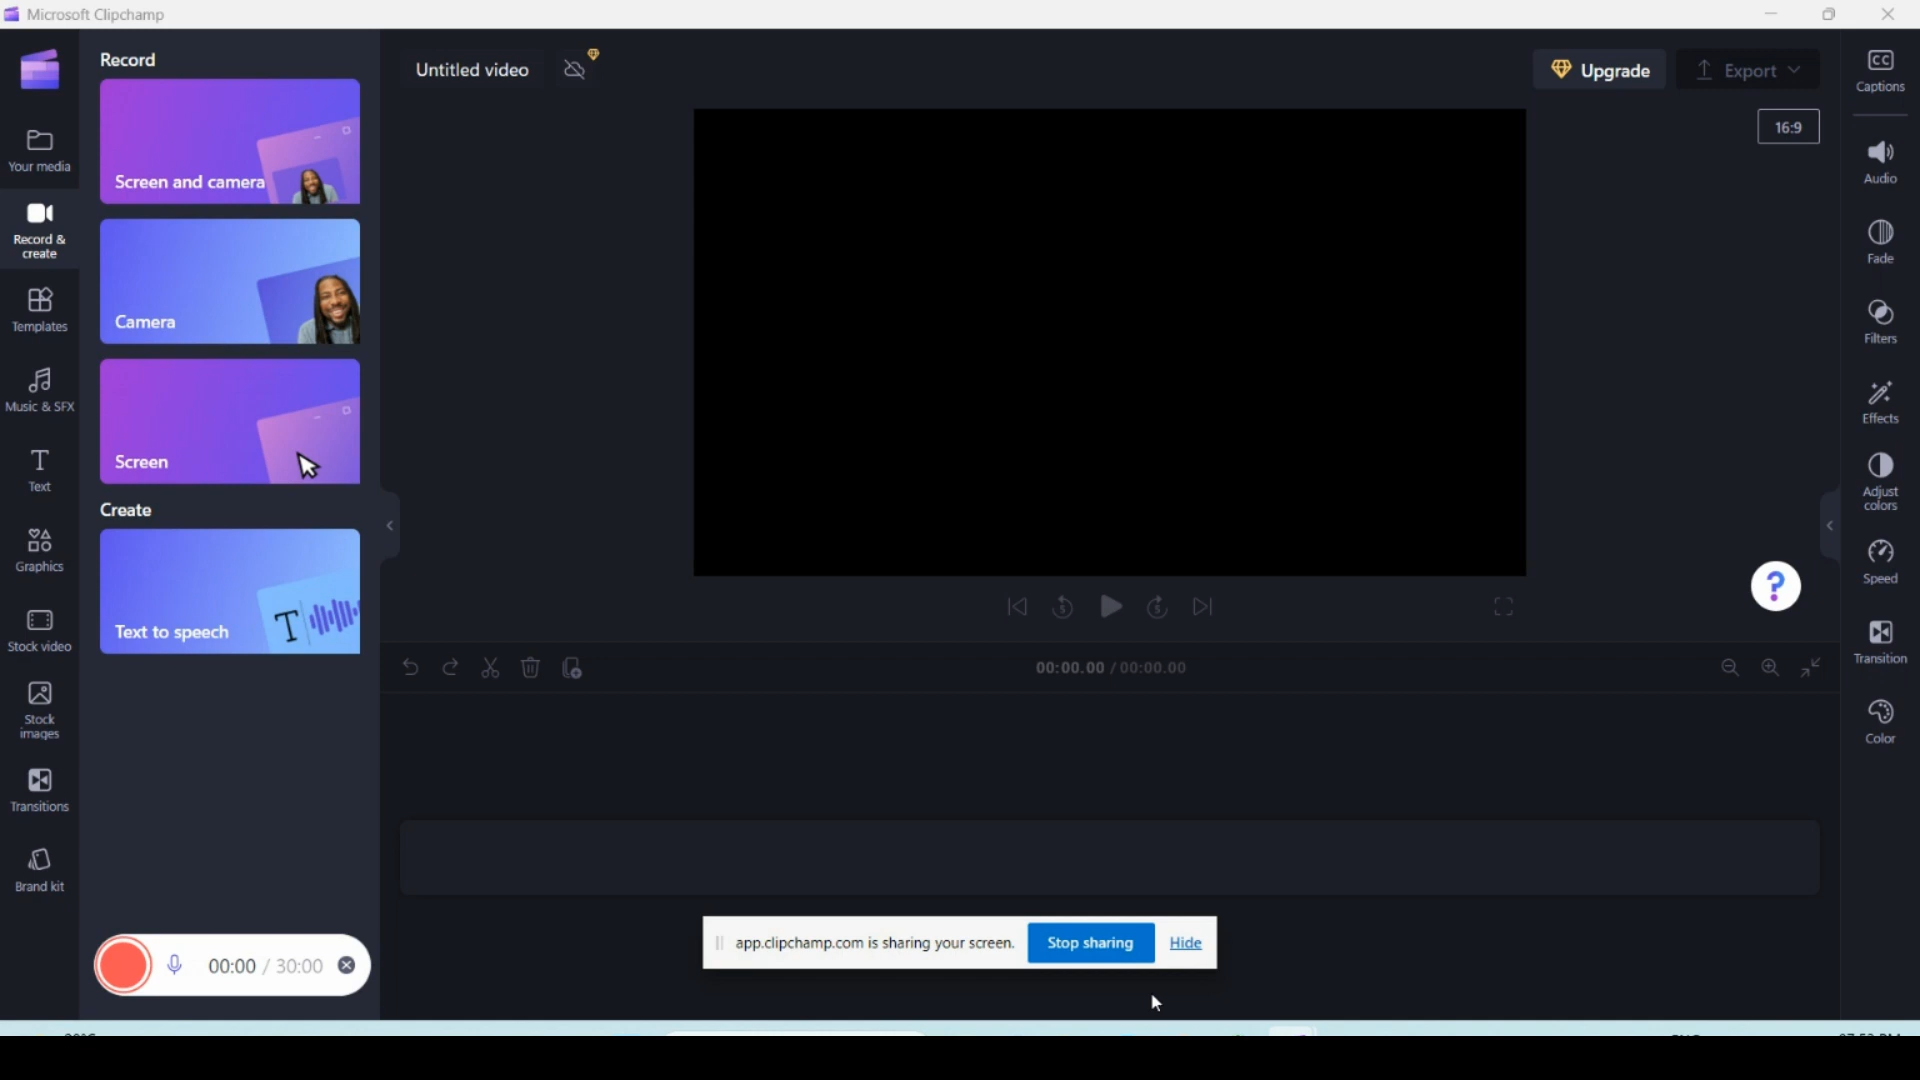 Microsoft Clipchamp
Your media
Record &
create
Templates
Music & SFX
Text
Graphics
Stock video
Stock
images
Transitions
Brand kit
Record
Screen and camera
Camera
Screen
Create
T
Text to speech
00:00 / 30:00
Untitled video
Upgrade
Export
16:9
5
5
?
00:00.00 / 00:00.00
app.clipchamp.com is sharing your screen.
Stop sharing
Hide
CC
Captions
Audio
Fade
Filters
Effects
Adjust
colors
Speed
Transition
Color